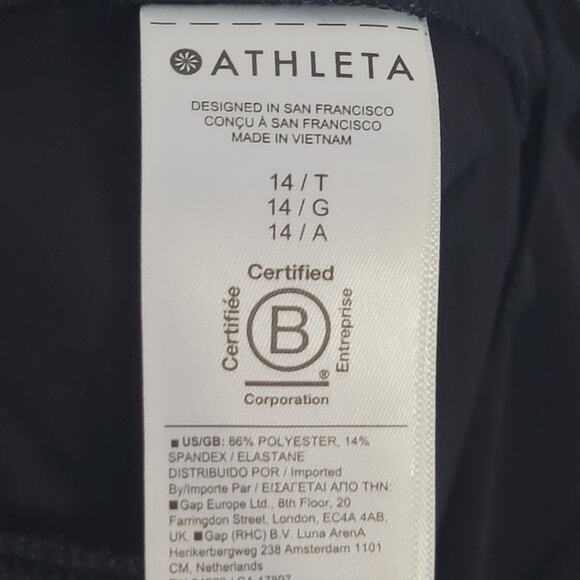 ATHLETA
DESIGNED IN SAN FRANCISCO
CONÇU À SAN FRANCISCO
MADE IN VIETNAM
14 / T
14 / G
14 / A
Certified
Certifiée
B
Entreprise
®
Corporation
■ US/GB: 86% POLYESTER, 14%
SPANDEX / ELASTANE
DISTRIBUIDO POR / Imported
By/Importe Par / ΕΙΣΑΓΕΤΑΙ ΑΠΟ ΤΗΝ:
■ Gap Europe Ltd., 8th Floor, 20
Farringdon Street, London, EC4A 4AB,
UK. ■ Gap (RHC) B.V. Luna ArenA
Herikerbergweg 238 Amsterdam 1101
CM, Netherlands